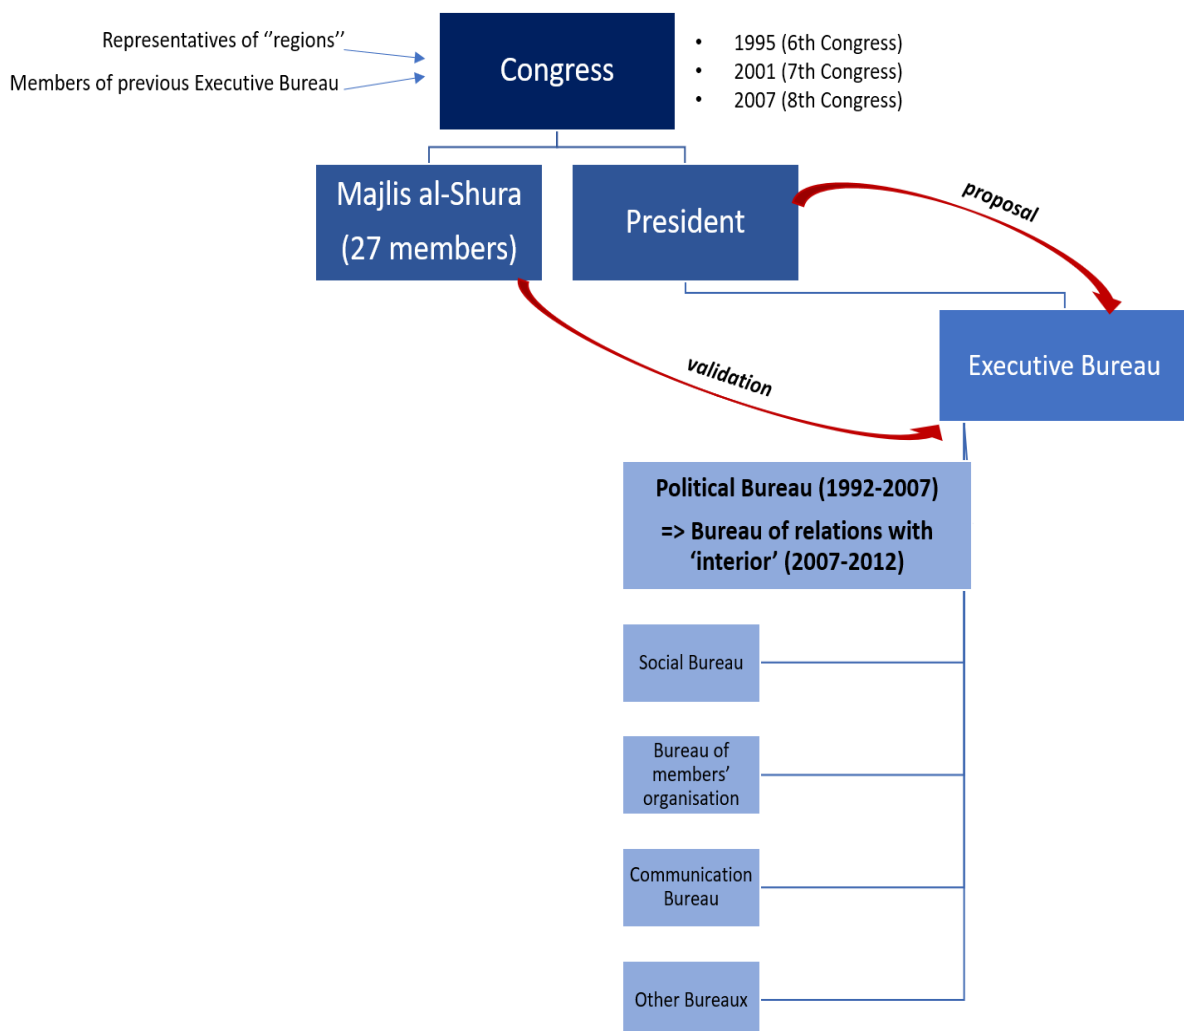 Representatives of ‘’regions’’
Members of previous Executive Bureau
Congress
• 1995 (6th Congress)
• 2001 (7th Congress)
• 2007 (8th Congress)
Majlis al-Shura
(27 members)
President
proposal
Executive Bureau
validation
Political Bureau (1992-2007)
=> Bureau of relations with
‘interior’ (2007-2012)
Social Bureau
Bureau of
members’
organisation
Communication
Bureau
Other Bureaux